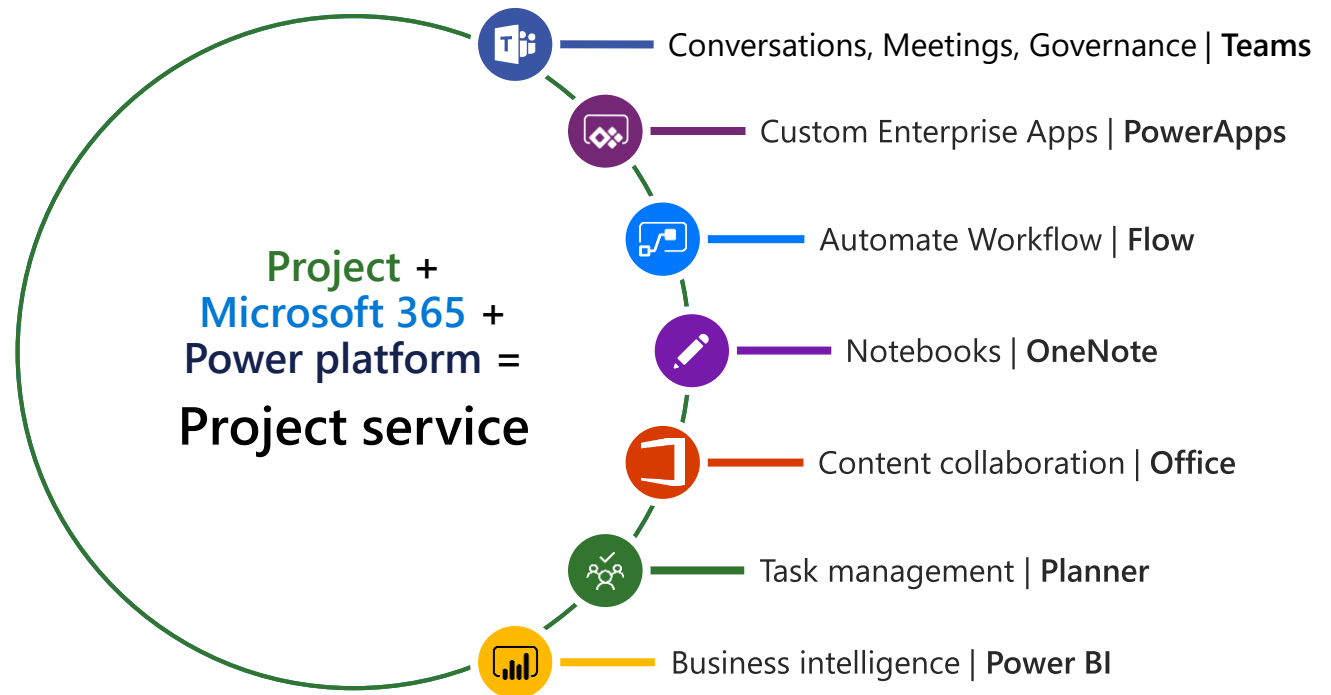 Conversations, Meetings, Governance | Teams
Custom Enterprise Apps | PowerApps
Automate Workflow | Flow
Project +
Microsoft 365 +
Power platform =
Project service
Notebooks | OneNote
Content collaboration | Office
Task management | Planner
Business intelligence | Power BI